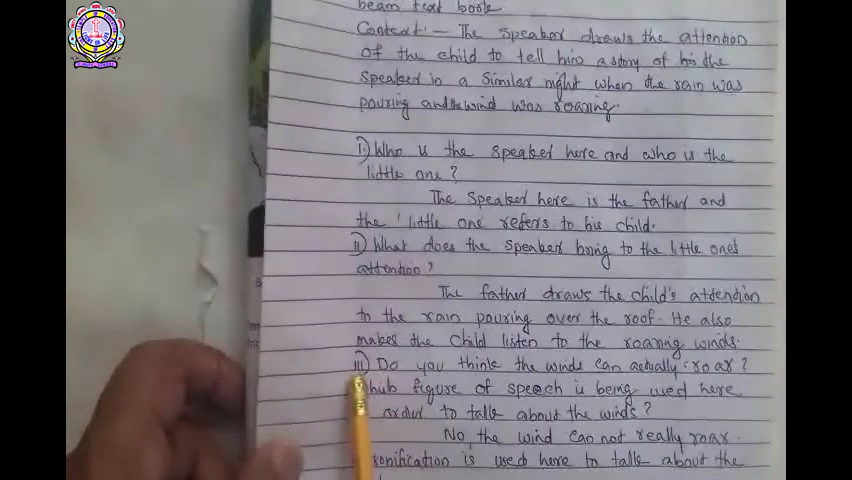 beam text book
Context:- The speaker draws the attention
of the child to tell him a story of his the
speaker in a similar night when the rain was
pouring and the wind was roaring.
i) Who is the speaker here and who is the
little one?
The speaker here is the father and
the 'little one refers to his child.
ii) What does the speaker bring to the little one's
attention?
The father draws the child's attention
to the rain pouring over the roof. He also
makes the child listen to the roaring winds.
iii) Do you think the winds can actually roar?
figure of speech is being used here
to talk about the winds?
No, the wind can not really roar.
is used here to talk about the